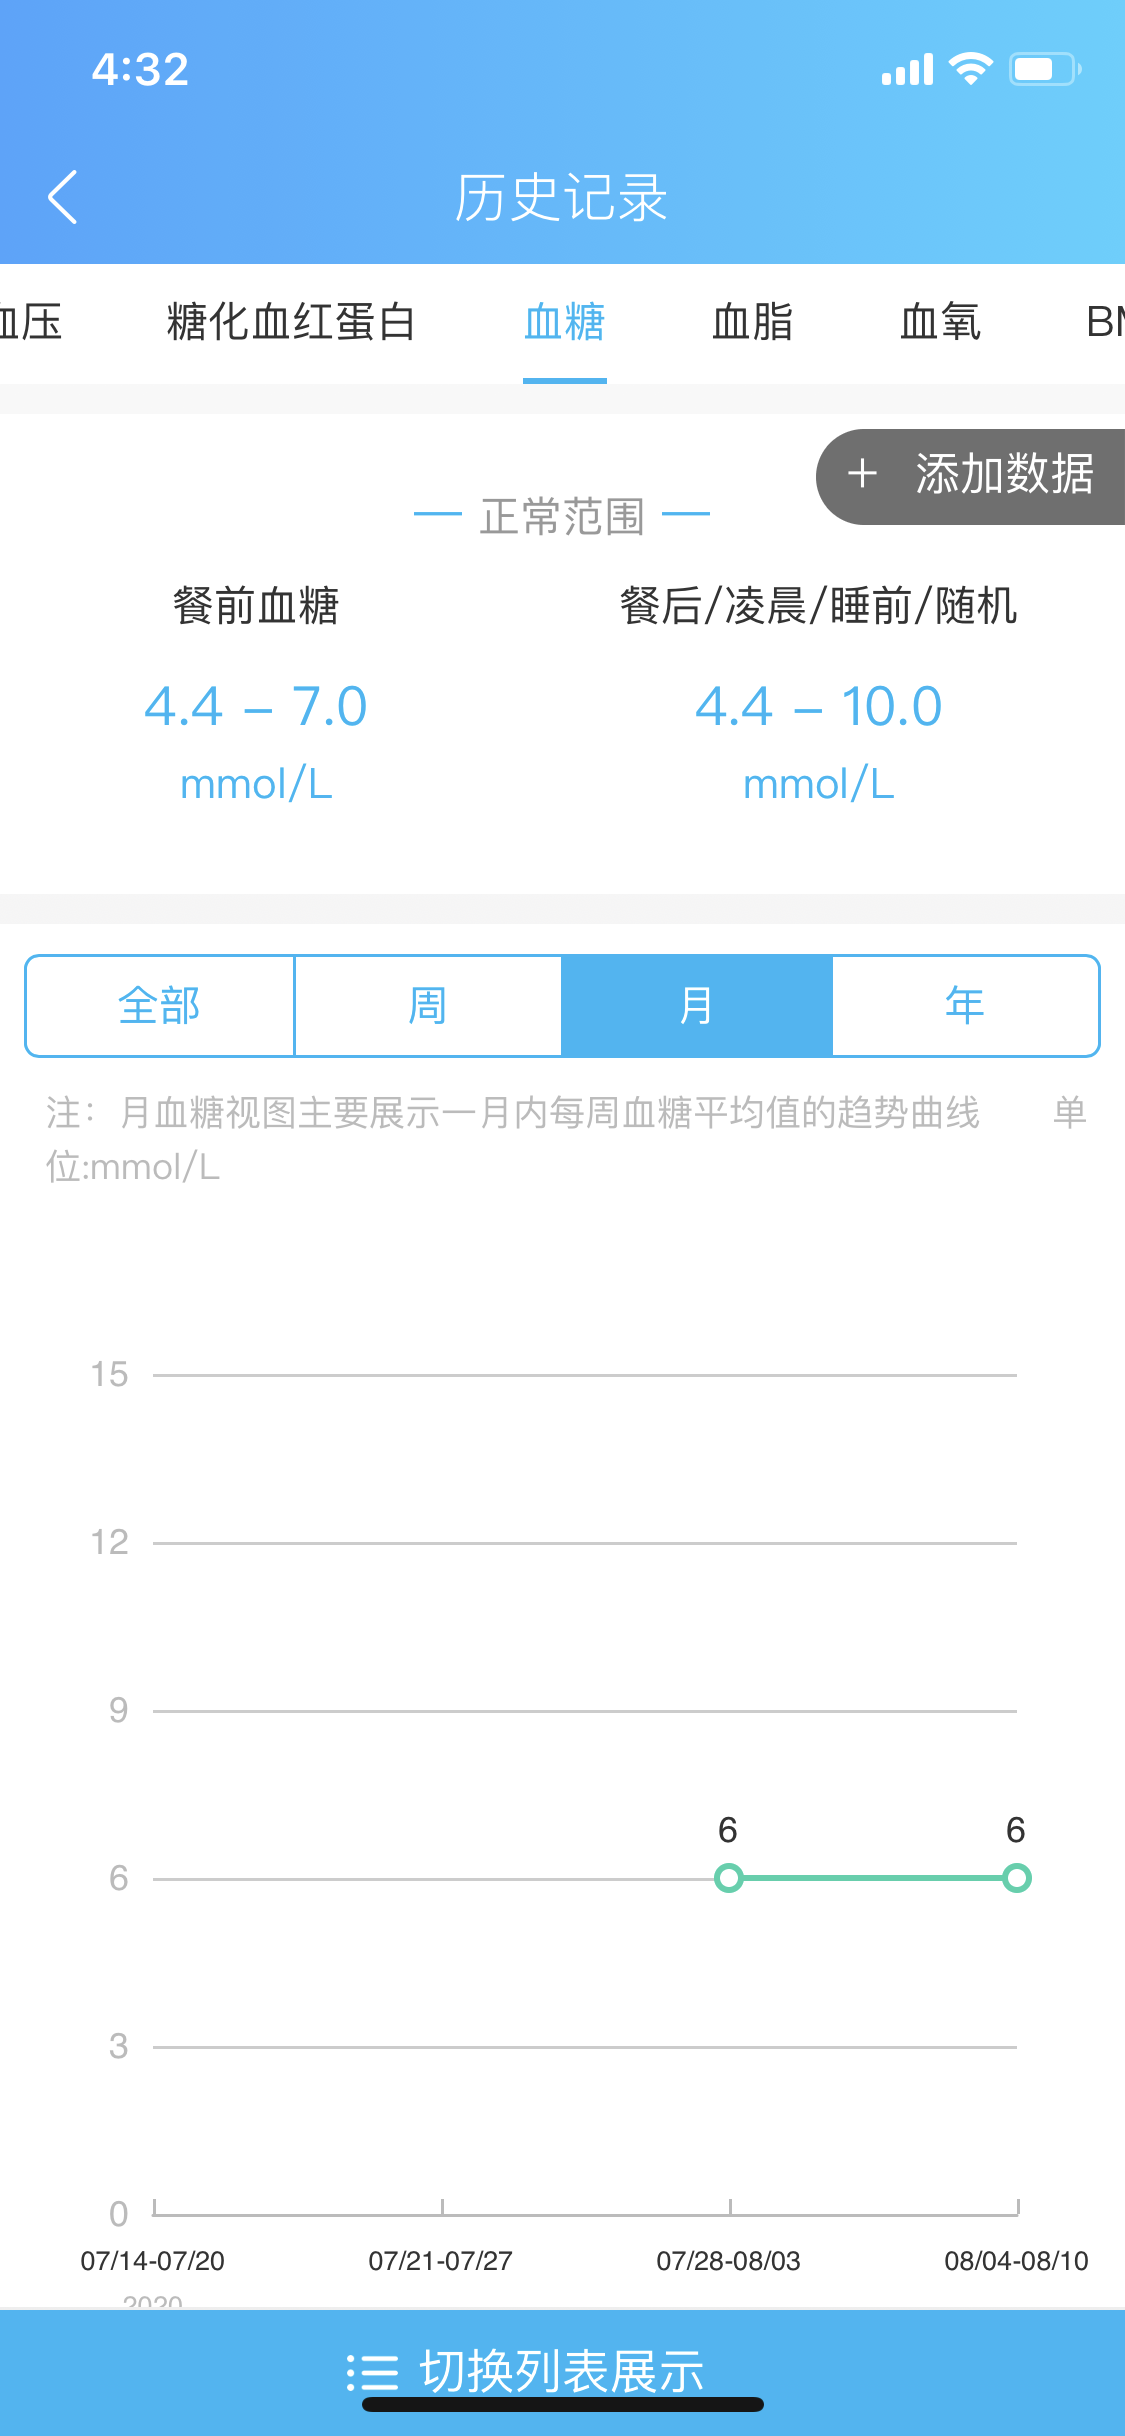 4:32
历史记录
血压 糖化血红蛋白 血糖 血脂 血氧 BM
+ 添加数据
正常范围
餐前血糖 餐后/凌晨/睡前/随机
4.4 - 7.0 4.4 - 10.0
mmol/L mmol/L
全部 周 月 年
注： 月血糖视图主要展示一月内每周血糖平均值的趋势曲线 单
位:mmol/L
15
12
9
6 6
6
3
0
07/14-07/20 07/21-07/27 07/28-08/03 08/04-08/10
2020
切换列表展示